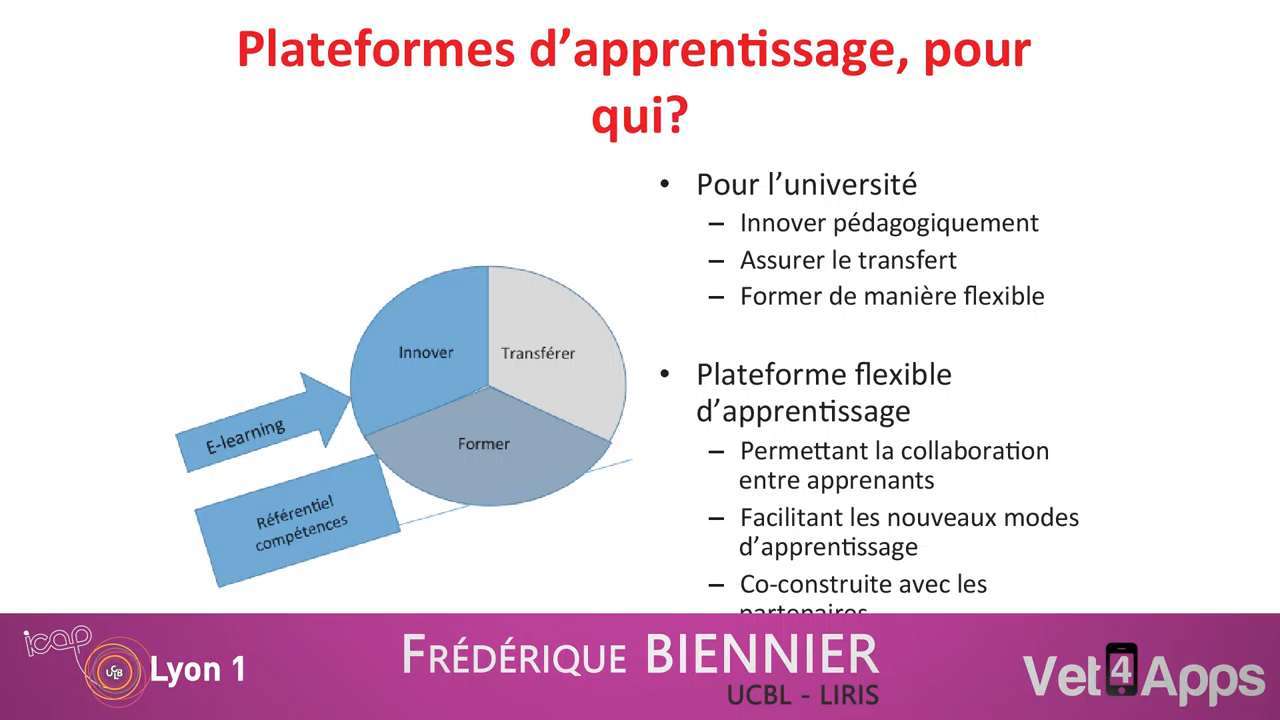 Plateformes d’apprentissage, pour
qui?
• Pour l’université
– Innover pédagogiquement
– Assurer le transfert
– Former de manière flexible
• Plateforme flexible
d’apprentissage
– Permettant la collaboration
entre apprenants
– Facilitant les nouveaux modes
d’apprentissage
– Co-construite avec les
partenaires
Innover
Transférer
Former
E-learning
Référentiel
compétences
icap
UCLB
Lyon 1
FRÉDÉRIQUE BIENNIER
UCBL - LIRIS
Vet4Apps